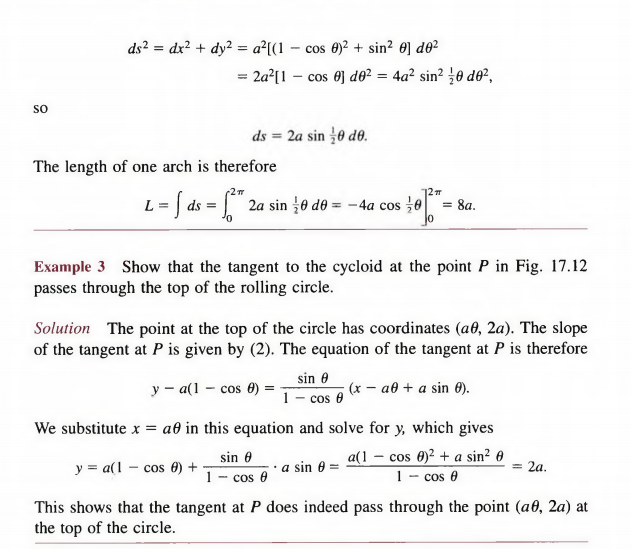 ds² = dx² + dy² = a²[(1 − cos θ)² + sin² θ] dθ²
= 2a²[1 − cos θ] dθ² = 4a² sin² ½θ dθ²,
so
ds = 2a sin ½θ dθ.
The length of one arch is therefore
L = ∫ ds = ∫₀^2π 2a sin ½θ dθ = −4a cos ½θ]₀^2π = 8a.
Example 3 Show that the tangent to the cycloid at the point P in Fig. 17.12
passes through the top of the rolling circle.
Solution The point at the top of the circle has coordinates (aθ, 2a). The slope
of the tangent at P is given by (2). The equation of the tangent at P is therefore
y − a(1 − cos θ) = sin θ / (1 − cos θ) (x − aθ + a sin θ).
We substitute x = aθ in this equation and solve for y, which gives
y = a(1 − cos θ) + sin θ / (1 − cos θ) · a sin θ = (a(1 − cos θ)² + a sin² θ) / (1 − cos θ) = 2a.
This shows that the tangent at P does indeed pass through the point (aθ, 2a) at
the top of the circle.